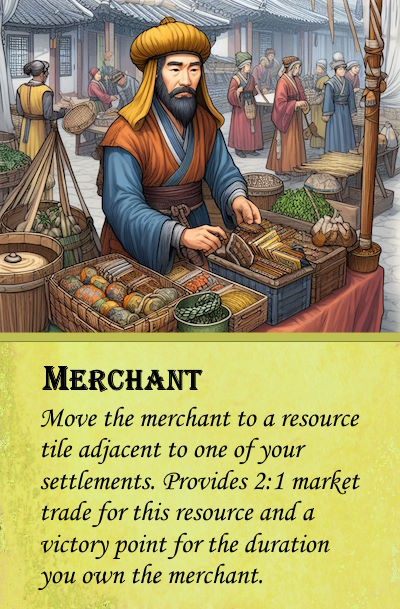 Merchant
Move the merchant to a resource
tile adjacent to one of your
settlements. Provides 2:1 market
trade for this resource and a
victory point for the duration
you own the merchant.